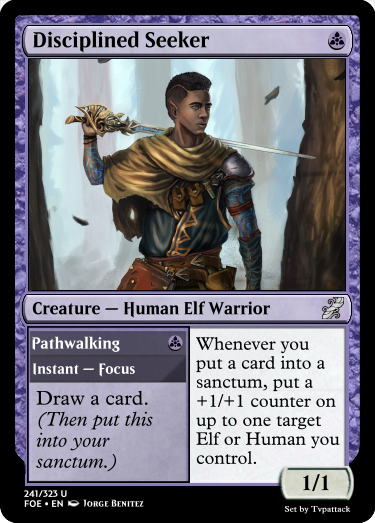 Disciplined Seeker
Creature — Human Elf Warrior
Pathwalking
Instant — Focus
Draw a card.
(Then put this
into your
sanctum.)
Whenever you
put a card into a
sanctum, put a
+1/+1 counter on
up to one target
Elf or Human you
control.
1/1
241/323 U
FOE • EN Jorge Benitez
Set by Tvpattack